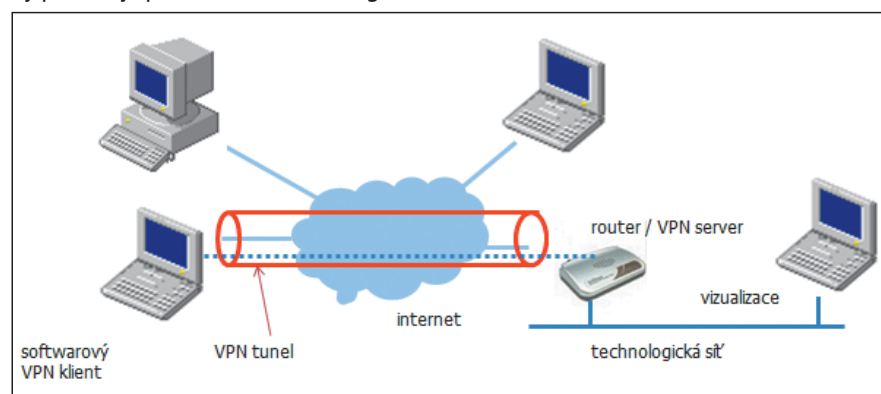 router / VPN server
vizualizace
internet
softwarový
VPN klient
VPN tunel
technologická síť